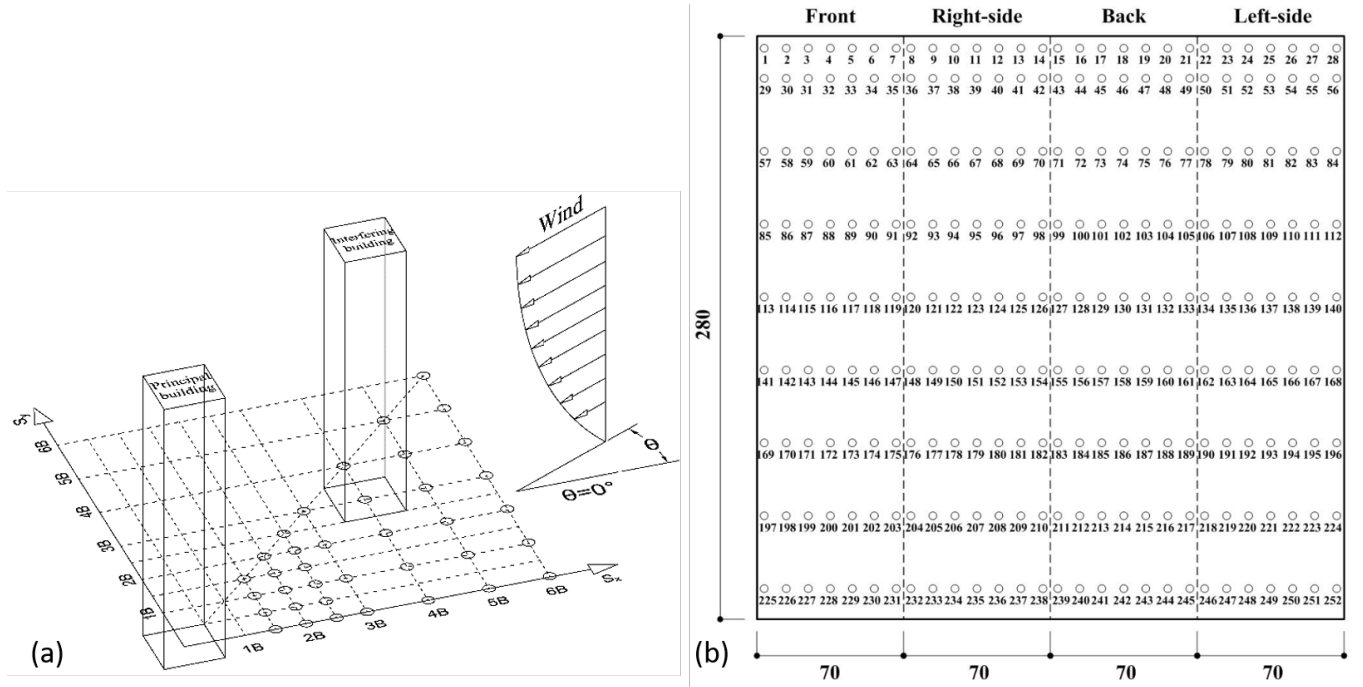 Wind
Interfering
building
Principal
building
θ
θ=0°
Sy
6B
5B
4B
3B
2B
1B
1B
2B
3B
4B
5B
6B
Sx
(a)
Front Right-side Back Left-side
1 2 3 4 5 6 7 8 9 10 11 12 13 14 15 16 17 18 19 20 21 22 23 24 25 26 27 28
29 30 31 32 33 34 35 36 37 38 39 40 41 42 43 44 45 46 47 48 49 50 51 52 53 54 55 56
57 58 59 60 61 62 63 64 65 66 67 68 69 70 71 72 73 74 75 76 77 78 79 80 81 82 83 84
85 86 87 88 89 90 91 92 93 94 95 96 97 98 99 100 101 102 103 104 105 106 107 108 109 110 111 112
113 114 115 116 117 118 119 120 121 122 123 124 125 126 127 128 129 130 131 132 133 134 135 136 137 138 139 140
141 142 143 144 145 146 147 148 149 150 151 152 153 154 155 156 157 158 159 160 161 162 163 164 165 166 167 168
169 170 171 172 173 174 175 176 177 178 179 180 181 182 183 184 185 186 187 188 189 190 191 192 193 194 195 196
197 198 199 200 201 202 203 204 205 206 207 208 209 210 211 212 213 214 215 216 217 218 219 220 221 222 223 224
225 226 227 228 229 230 231 232 233 234 235 236 237 238 239 240 241 242 243 244 245 246 247 248 249 250 251 252
280
70 70 70 70
(b)